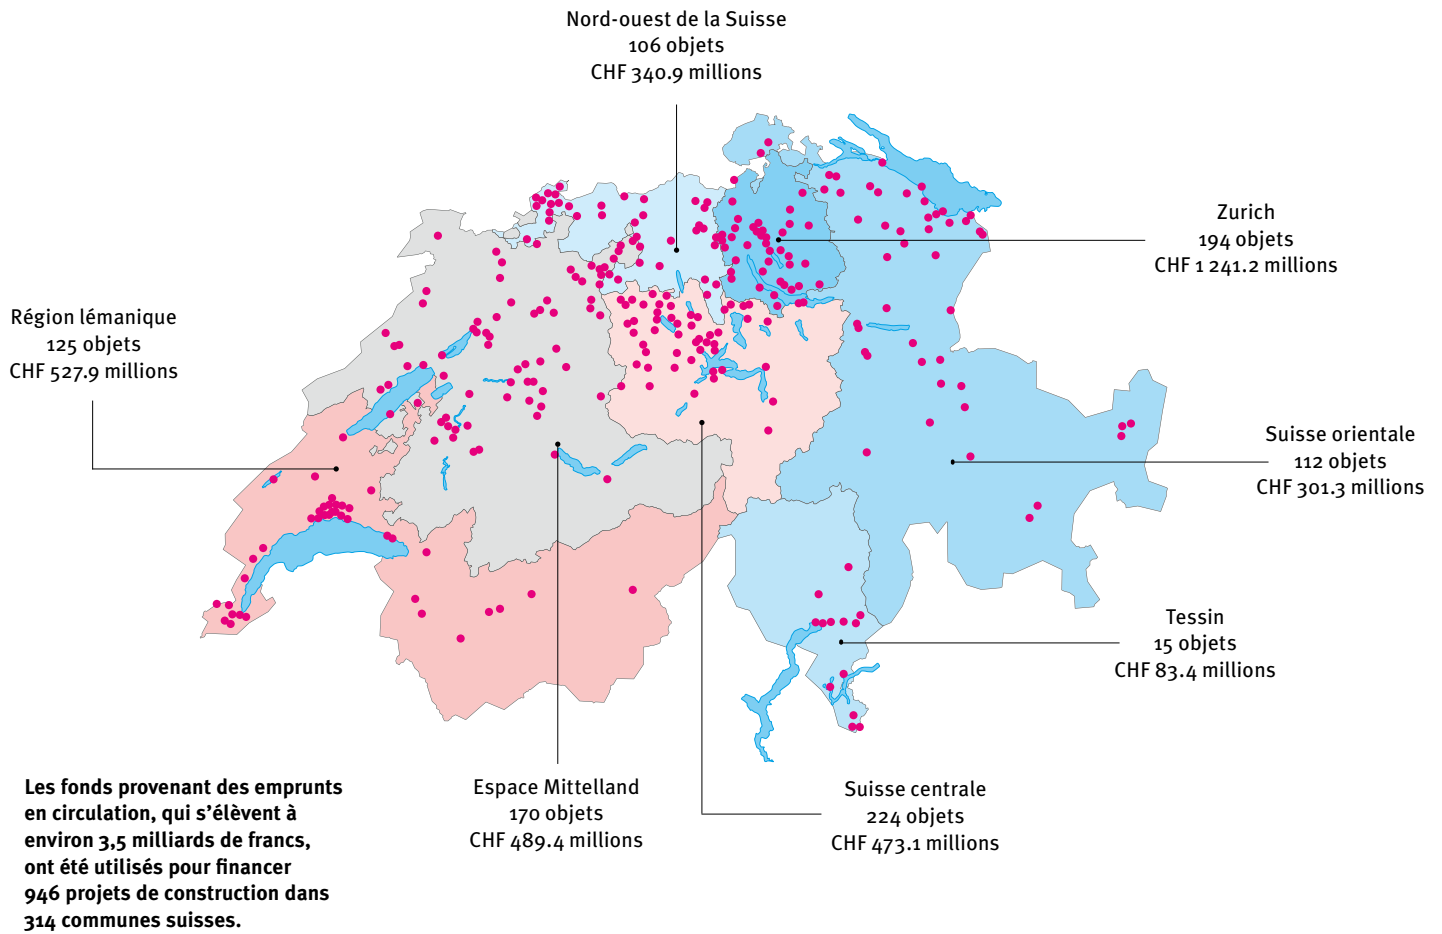 Nord-ouest de la Suisse
106 objets
CHF 340.9 millions
Zurich
194 objets
CHF 1 241.2 millions
Région lémanique
125 objets
CHF 527.9 millions
Suisse orientale
112 objets
CHF 301.3 millions
Tessin
15 objets
CHF 83.4 millions
Espace Mittelland
170 objets
CHF 489.4 millions
Suisse centrale
224 objets
CHF 473.1 millions
Les fonds provenant des emprunts
en circulation, qui s’élèvent à
environ 3,5 milliards de francs,
ont été utilisés pour financer
946 projets de construction dans
314 communes suisses.